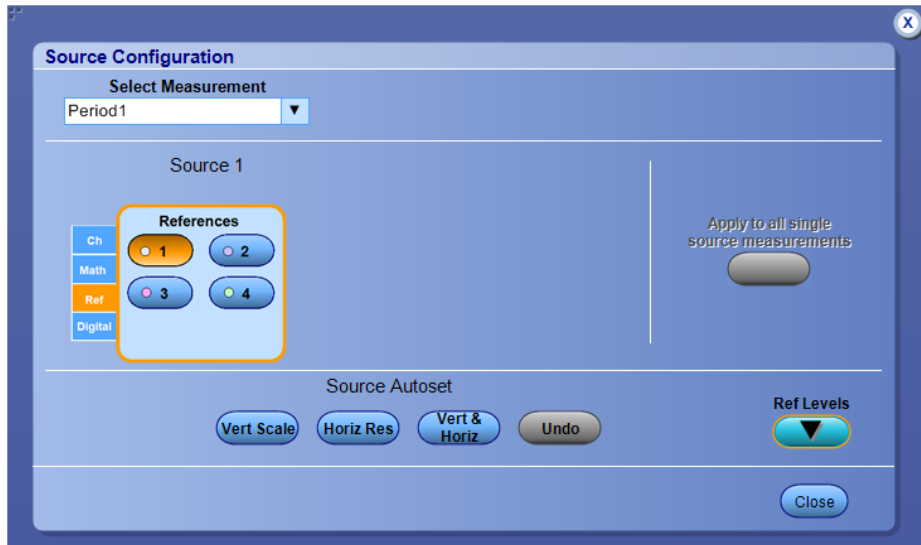 X
Source Configuration
Select Measurement
Period1
Source 1
References
Ch
Math
Ref
Digital
1
2
3
4
Apply to all single
source measurements
Source Autoset
Vert Scale
Horiz Res
Vert &
Horiz
Undo
Ref Levels
Close